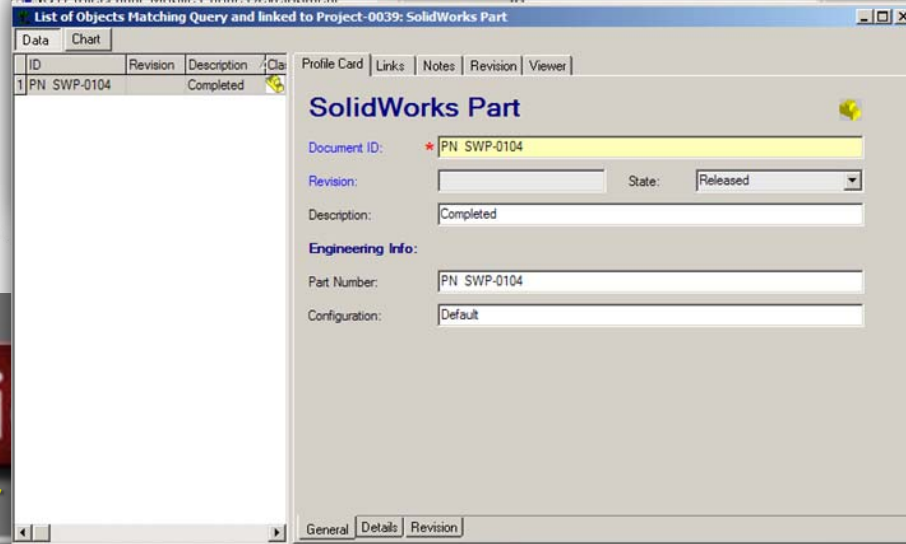 List of Objects Matching Query and linked to Project-0039: SolidWorks Part
Data Chart
ID Revision Description Cla
1 PN SWP-0104 Completed
Profile Card Links Notes Revision Viewer
SolidWorks Part
Document ID: * PN SWP-0104
Revision: State: Released
Description: Completed
Engineering Info:
Part Number: PN SWP-0104
Configuration: Default
General Details Revision